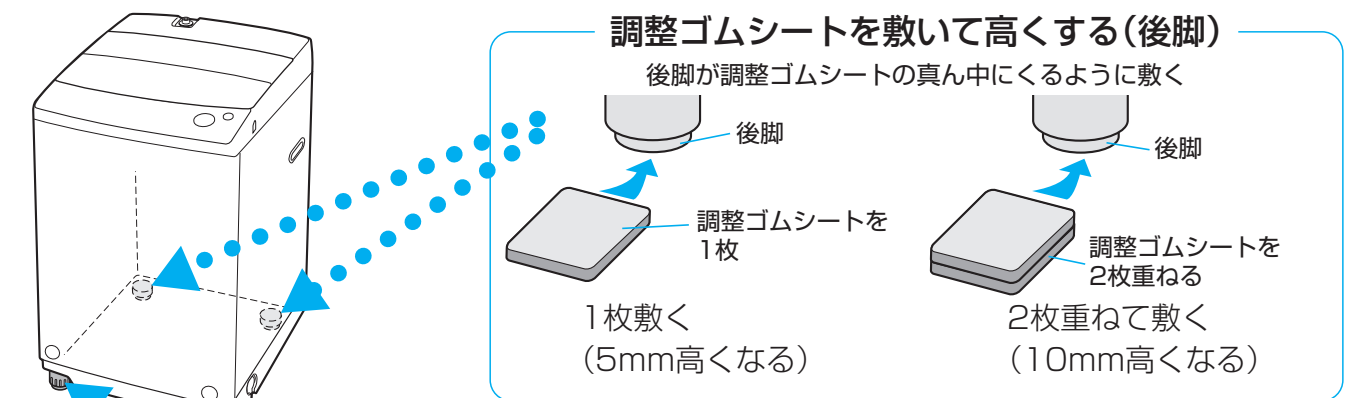 調整ゴムシートを敷いて高くする（後脚）
後脚が調整ゴムシートの真ん中にくるように敷く
後脚
調整ゴムシートを
1枚
1枚敷く
（5mm高くなる）
後脚
調整ゴムシートを
2枚重ねる
2枚重ねて敷く
（10mm高くなる）